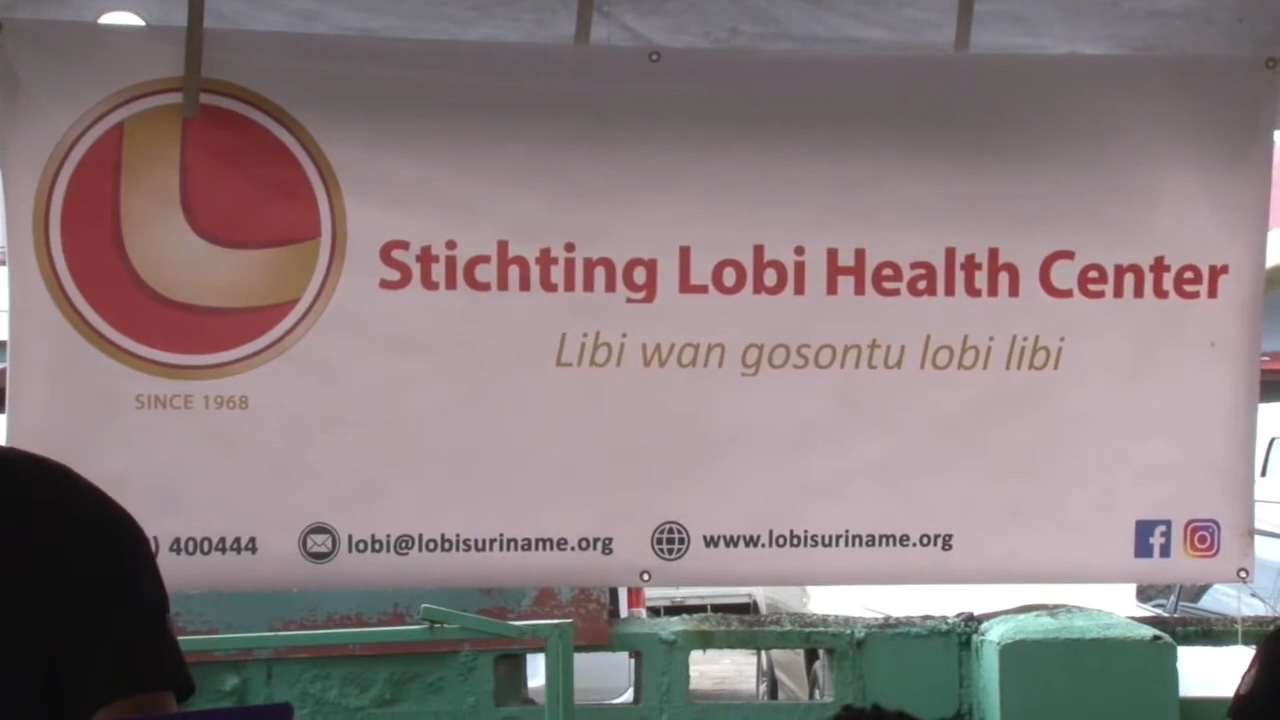 Stichting Lobi Health Center
Libi wan gosontu lobi libi
SINCE 1968
) 400444 lobi@lobisuriname.org www.lobisuriname.org